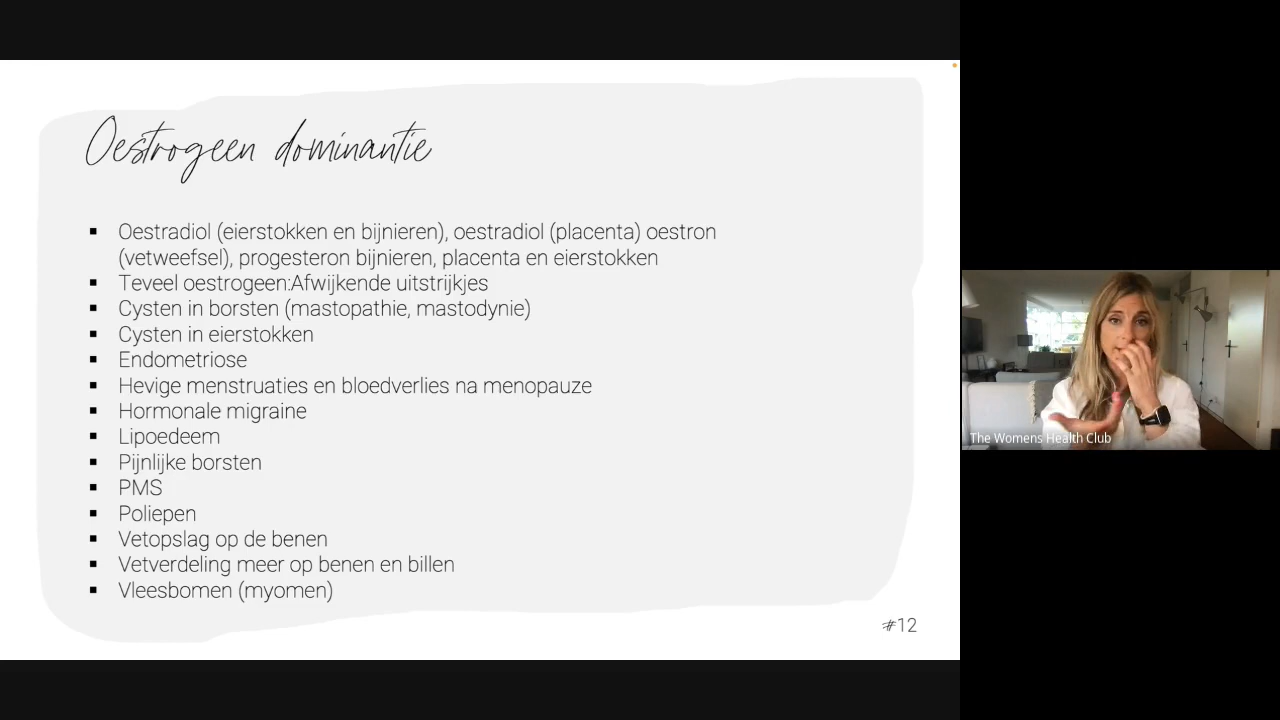 Oestrogeen dominantie
▪ Oestradiol (eierstokken en bijnieren), oestradiol (placenta) oestron
(vetweefsel), progesteron bijnieren, placenta en eierstokken
▪ Teveel oestrogeen:Afwijkende uitstrijkjes
▪ Cysten in borsten (mastopathie, mastodynie)
▪ Cysten in eierstokken
▪ Endometriose
▪ Hevige menstruaties en bloedverlies na menopauze
▪ Hormonale migraine
▪ Lipoedeem
▪ Pijnlijke borsten
▪ PMS
▪ Poliepen
▪ Vetopslag op de benen
▪ Vetverdeling meer op benen en billen
▪ Vleesbomen (myomen)
#12
The Womens Health Club